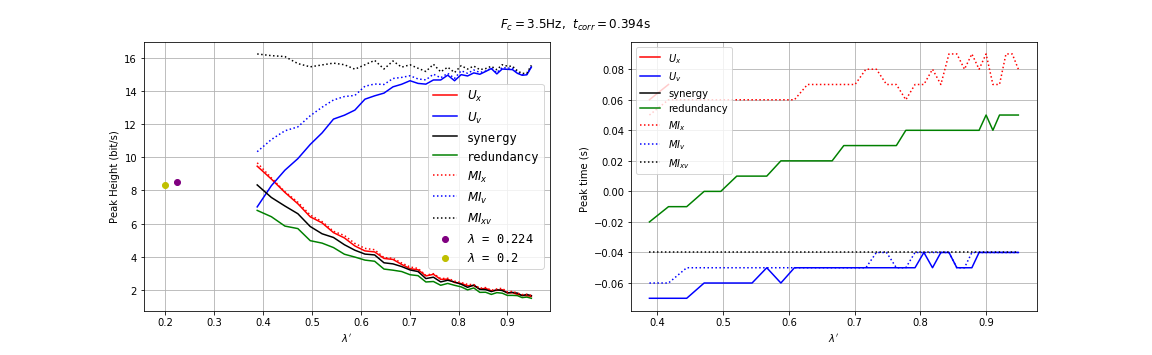 F_c = 3.5Hz, t_corr = 0.394s
Peak Height (bit/s)
16
14
12
10
8
6
4
2
0.2 0.3 0.4 0.5 0.6 0.7 0.8 0.9
λ′
U_x
U_v
synergy
redundancy
MI_x
MI_v
MI_xv
λ = 0.224
λ = 0.2
Peak time (s)
0.08
0.06
0.04
0.02
0.00
−0.02
−0.04
−0.06
0.4 0.5 0.6 0.7 0.8 0.9
λ′
U_x
U_v
synergy
redundancy
MI_x
MI_v
MI_xv